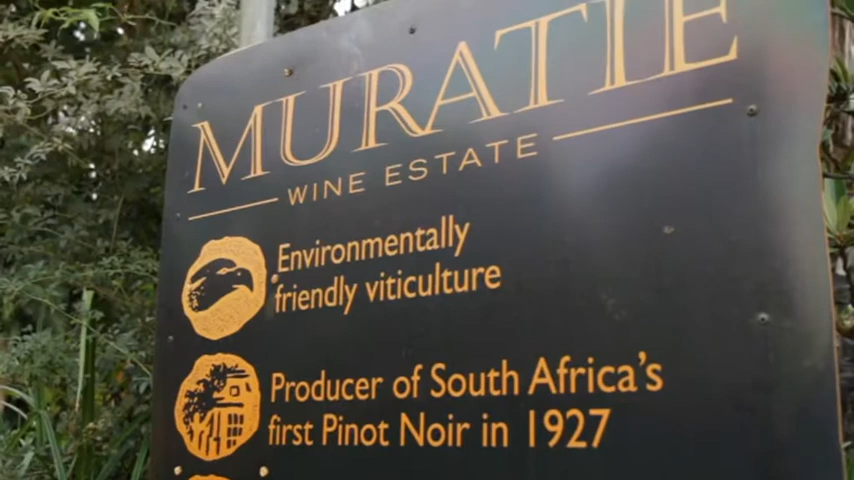 MURATIE
WINE ESTATE
Environmentally
friendly viticulture
Producer of South Africa's
first Pinot Noir in 1927